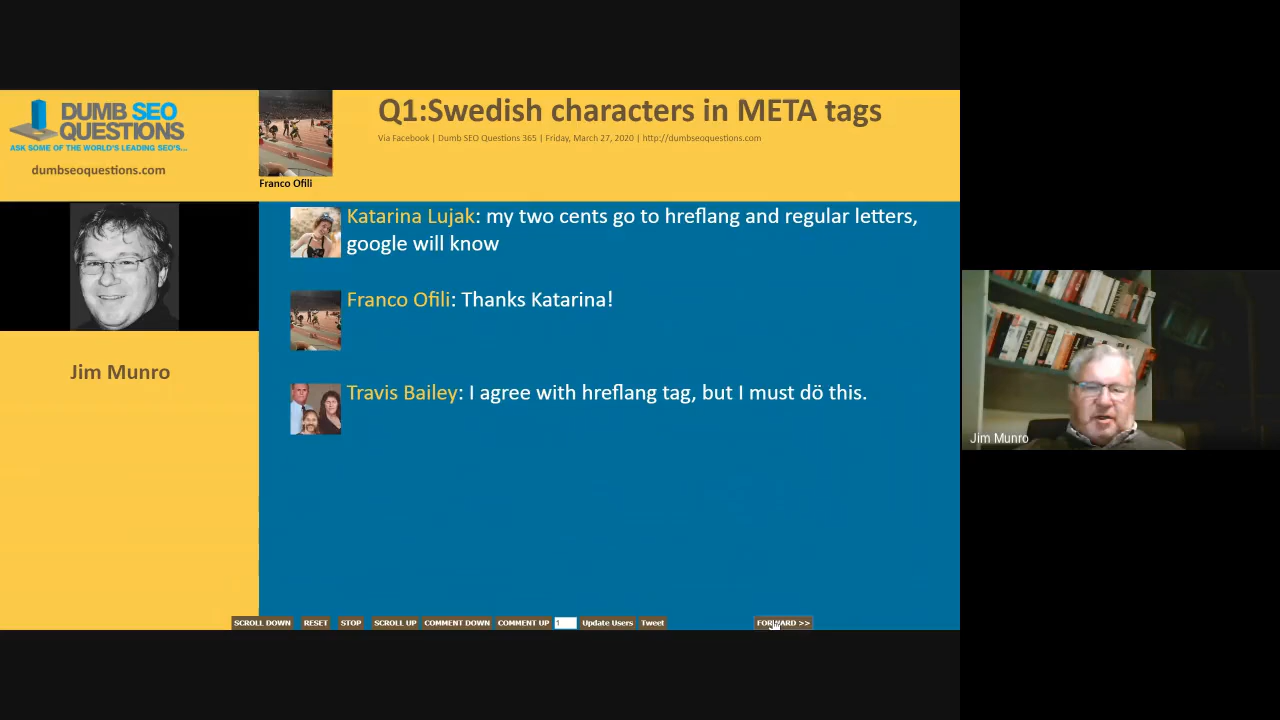 DUMB SEO
QUESTIONS
ASK SOME OF THE WORLD'S LEADING SEO'S...
dumbseoquestions.com
Franco Ofili
Q1:Swedish characters in META tags
Via Facebook | Dumb SEO Questions 365 | Friday, March 27, 2020 | http://dumbseoquestions.com
Jim Munro
Katarina Lujak: my two cents go to hreflang and regular letters,
google will know
Franco Ofili: Thanks Katarina!
Travis Bailey: I agree with hreflang tag, but I must dö this.
SCROLL DOWN RESET STOP SCROLL UP COMMENT DOWN COMMENT UP 1 Update Users Tweet FORWARD >>
Jim Munro